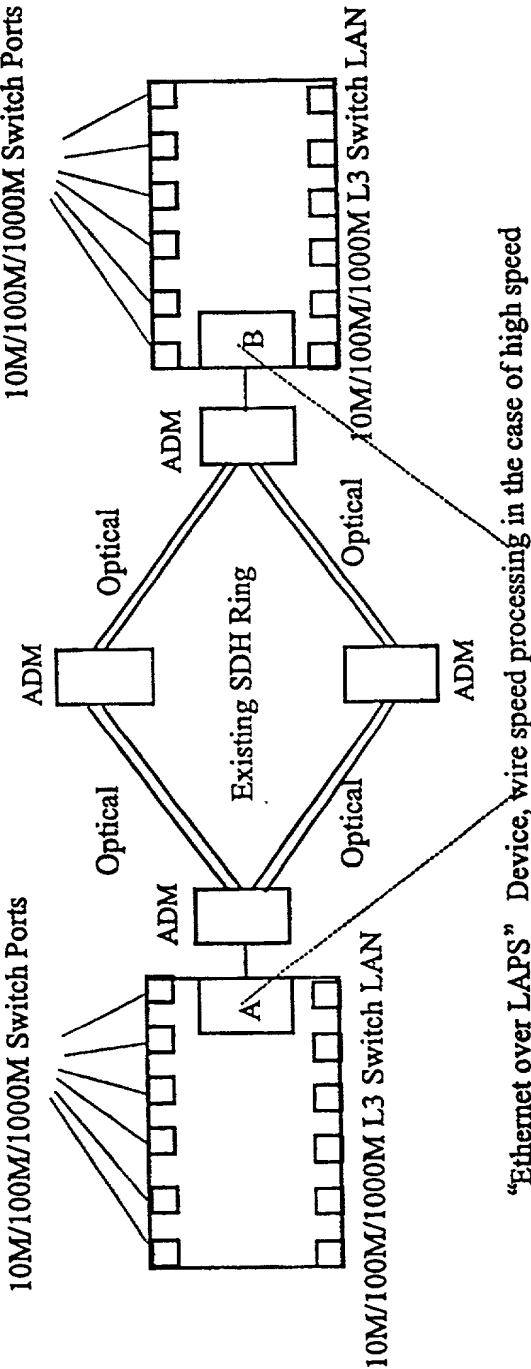 10M/100M/1000M Switch Ports
10M/100M/1000M Switch Ports
ADM
Optical
Optical
ADM
ADM
A
Existing SDH Ring
B
10M/100M/1000M L3 Switch LAN
Optical
Optical
10M/100M/1000M L3 Switch LAN
ADM
“Ethernet over LAPS” Device, wire speed processing in the case of high speed